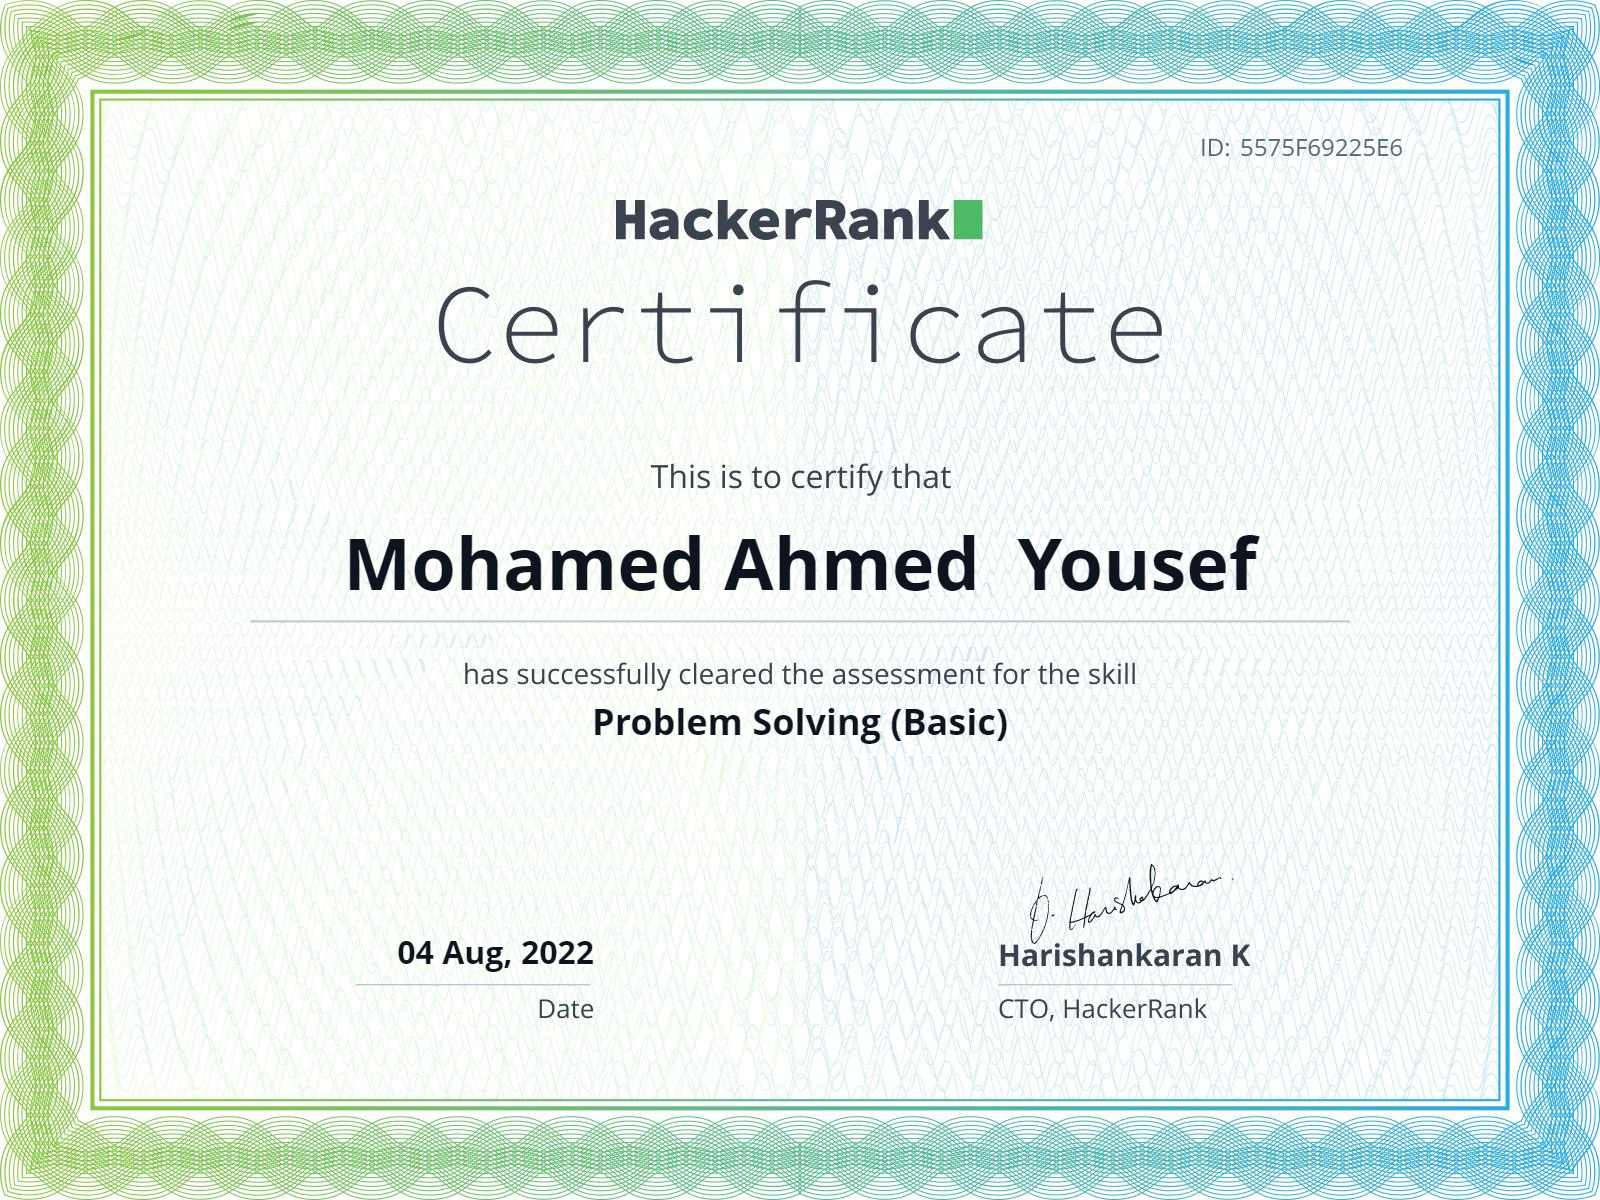 ID: 5575F69225E6
HackerRank
Certificate
This is to certify that
Mohamed Ahmed  Yousef
has successfully cleared the assessment for the skill
Problem Solving (Basic)
04 Aug, 2022
Date
Harishankaran K
CTO, HackerRank